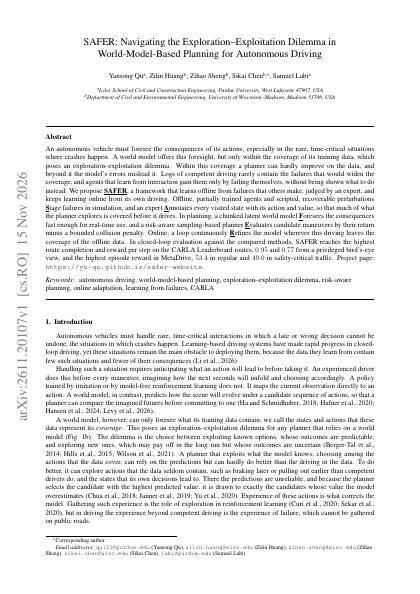 SAFER: Navigating the Exploration–Exploitation Dilemma in
World-Model-Based Planning for Autonomous Driving
Yansong Quᵃ, Zilin Huangᵇ, Zihao Shengᵇ, Sikai Chenᵇ,*, Samuel Labiᵃ
ᵃLyles School of Civil and Construction Engineering, Purdue University, West Lafayette 47907, USA
ᵇDepartment of Civil and Environmental Engineering, University of Wisconsin–Madison, Madison 53706, USA
Abstract
An autonomous vehicle must foresee the consequences of its actions, especially in the rare, time-critical situations
where crashes happen. A world model offers this foresight, but only within the coverage of its training data, which
poses an exploration–exploitation dilemma. Within this coverage a planner can hardly improve on the data, and
beyond it the model's errors mislead it. Logs of competent driving rarely contain the failures that would widen
the coverage, and agents that learn from interaction gain them only by failing themselves, without being shown what to do
instead. We propose SAFER, a framework that learns offline from failures that others make, judged by an expert, and
keeps learning online from its own driving. Offline, partially trained agents and scripted, recoverable perturbations
Stage failures in simulation, and an expert Annotates every visited state with its action and value, so that much of what
the planner explores is covered before it drives. In planning, a chunked latent world model Foresees the consequences
fast enough for real-time use, and a risk-aware sampling-based planner Evaluates candidate maneuvers by their return
minus a bounded collision penalty. Online, a loop continuously Refines the model wherever this driving leaves the
coverage of the offline data. In closed-loop evaluation against the compared methods, SAFER reaches the highest
route completion and reward per step on the CARLA Leaderboard routes, 0.95 and 0.77 from a privileged bird's-eye
view, and the highest episode reward in MetaDrive, 53.4 in regular and 49.0 in safety-critical traffic. Project page:
https://ys-qu.github.io/safer-website.
Keywords: autonomous driving, world-model-based planning, exploration–exploitation dilemma, risk-aware
planning, online adaptation, learning from failures, CARLA
1. Introduction
Autonomous vehicles must handle rare, time-critical interactions in which a late or wrong decision cannot be
undone, the situations in which crashes happen. Learning-based driving systems have made rapid progress in closed-
loop driving, yet these situations remain the main obstacle to deploying them, because the data they learn from contain
few such situations and fewer of their consequences (Li et al., 2026).
Handling such a situation requires anticipating what an action will lead to before taking it. An experienced driver
does this before every maneuver, imagining how the next seconds will unfold and choosing accordingly. A policy
trained by imitation or by model-free reinforcement learning does not. It maps the current observation directly to an
action. A world model, in contrast, predicts how the scene will evolve under a candidate sequence of actions, so that a
planner can compare the imagined futures before committing to one (Ha and Schmidhuber, 2018; Hafner et al., 2020;
Hansen et al., 2024; Levy et al., 2026).
A world model, however, can only foresee what its training data contain; we call the states and actions that these
data represent its coverage. This poses an exploration–exploitation dilemma for any planner that relies on a world
model (Fig. 1b). The dilemma is the choice between exploiting known options, whose outcomes are predictable,
and exploring new ones, which may pay off in the long run but whose outcomes are uncertain (Berger-Tal et al.,
2014; Hills et al., 2015; Wilson et al., 2021). A planner that exploits what the model knows, choosing among
the actions that the data cover, can rely on the predictions but can hardly do better than the driving in the data. To do
better, it can explore actions that the data seldom contain, such as braking later or pulling out earlier than competent
drivers do, and the states that its own decisions lead to. There the predictions are unreliable, and because the planner
selects the candidate with the highest predicted value, it is drawn to exactly the candidates whose value the model
overestimates (Chua et al., 2018; Janner et al., 2019; Yu et al., 2020). Experience of these actions is what corrects the
model. Gathering such experience is the role of exploration in reinforcement learning (Curi et al., 2020; Sekar et al.,
2020), but in driving the experience beyond competent driving is the experience of failure, which cannot be gathered
on public roads.
*Corresponding author.
Email addresses: qu120@purdue.edu (Yansong Qu), zilin.huang@wisc.edu (Zilin Huang), zihao.sheng@wisc.edu (Zihao
Sheng), sikai.chen@wisc.edu (Sikai Chen), labi@purdue.edu (Samuel Labi)
arXiv:2611.20107v1 [cs.RO] 15 Nov 2026